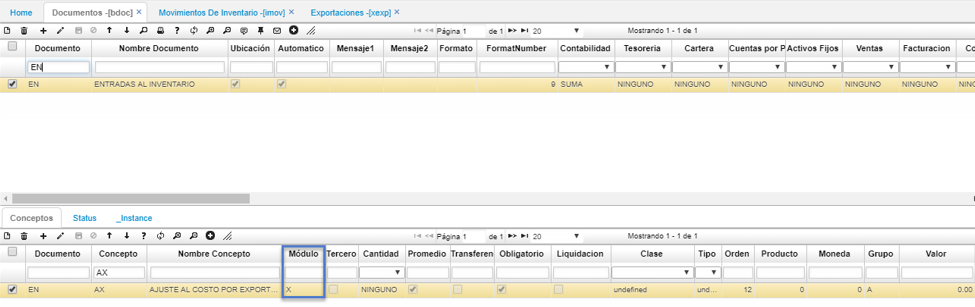 Home Documentos -[bdoc] × Movimientos De Inventario -[imov] × Exportaciones -[xexp] ×
Página 1 de 1 20 Mostrando 1 - 1 de 1
Documento Nombre Documento Ubicación Automatico Mensaje1 Mensaje2 Formato FormatNumber Contabilidad Tesoreria Cartera Cuentas por P Activos Fijos Ventas Facturacion Co
EN
EN ENTRADAS AL INVENTARIO 9 SUMA NINGUNO NINGUNO NINGUNO NINGUNO NINGUNO NINGUNO NING
Conceptos Status _Instance
Página 1 de 1 20 Mostrando 1 - 1 de 1
Documento Concepto Nombre Concepto Módulo Tercero Cantidad Promedio Transferen Obligatorio Liquidacion Clase Tipo Orden Producto Moneda Grupo Valor
AX
EN AX AJUSTE AL COSTO POR EXPORT... X NINGUNO undefined und... 12 0 0 A 0.00